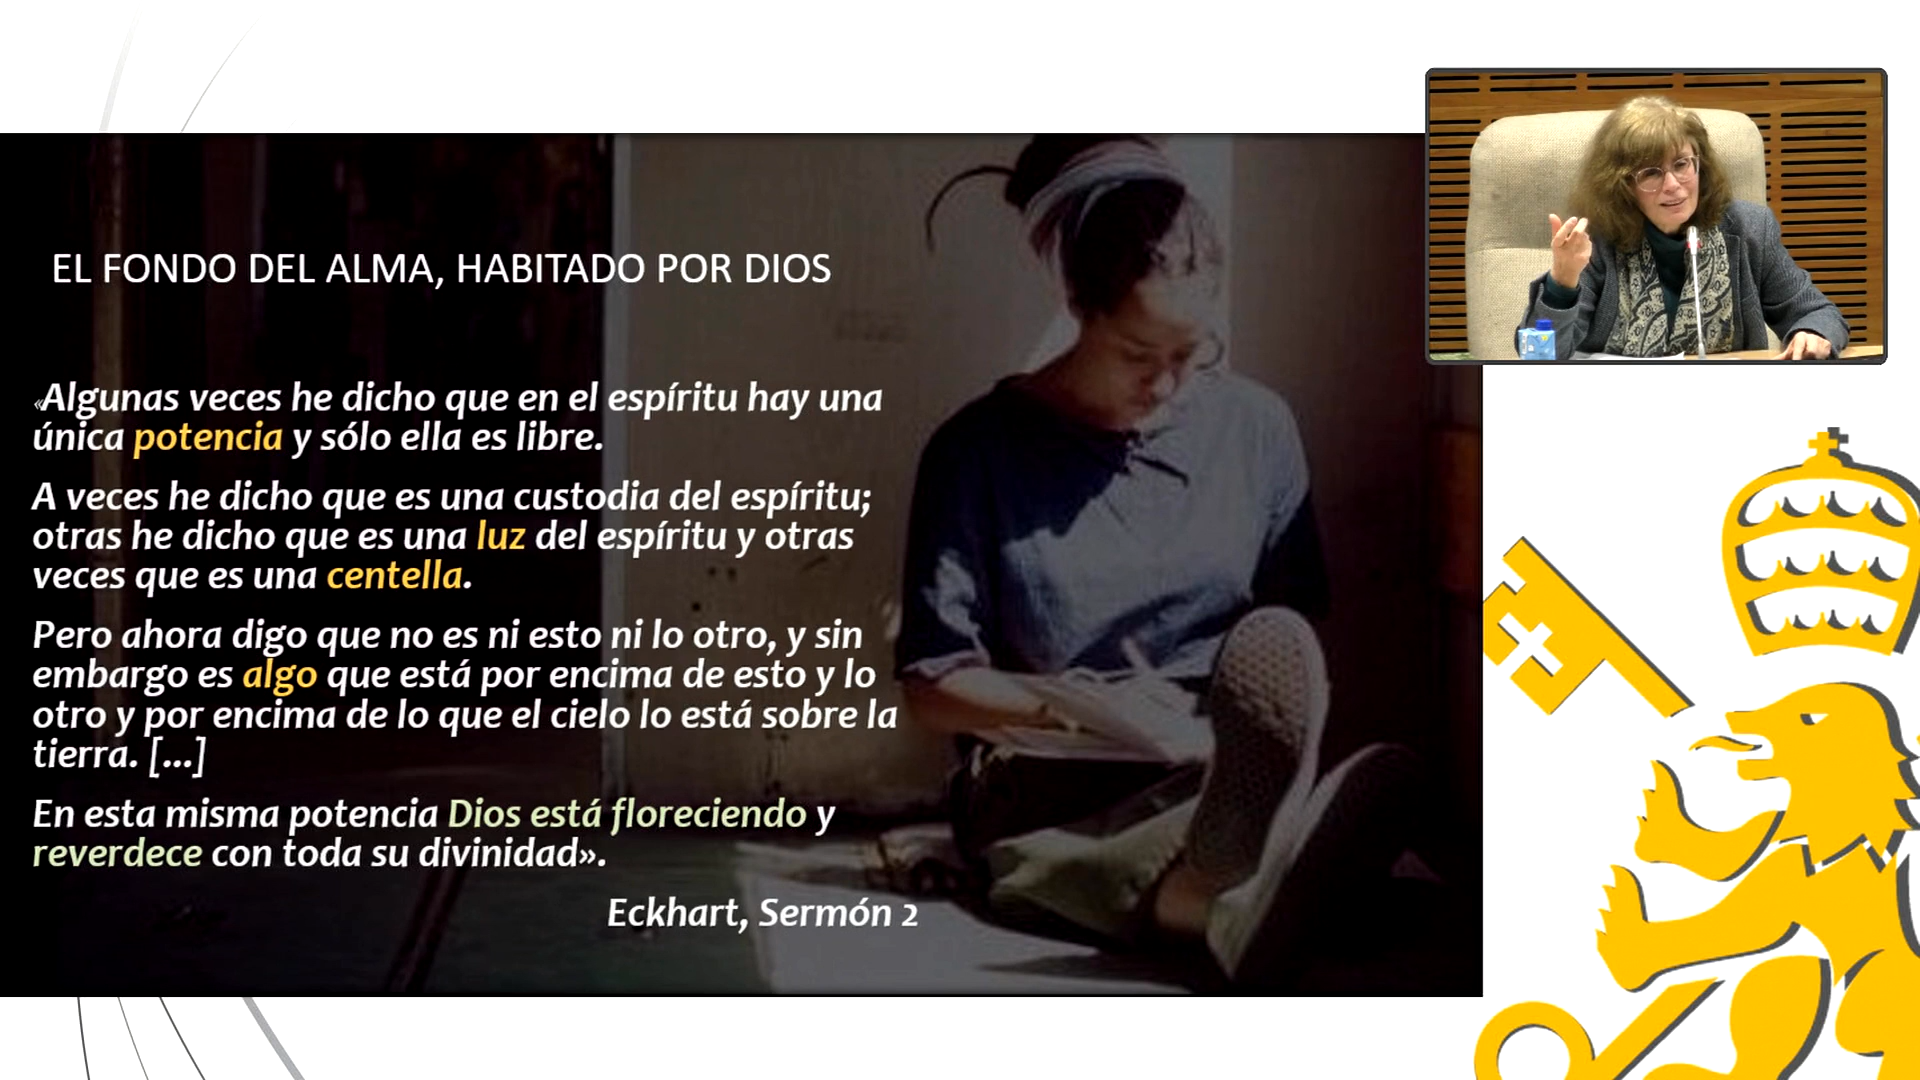 EL FONDO DEL ALMA, HABITADO POR DIOS
«Algunas veces he dicho que en el espíritu hay una
única potencia y sólo ella es libre.
A veces he dicho que es una custodia del espíritu;
otras he dicho que es una luz del espíritu y otras
veces que es una centella.
Pero ahora digo que no es ni esto ni lo otro, y sin
embargo es algo que está por encima de esto y lo
otro y por encima de lo que el cielo lo está sobre la
tierra. [...]
En esta misma potencia Dios está floreciendo y
reverdece con toda su divinidad».
Eckhart, Sermón 2